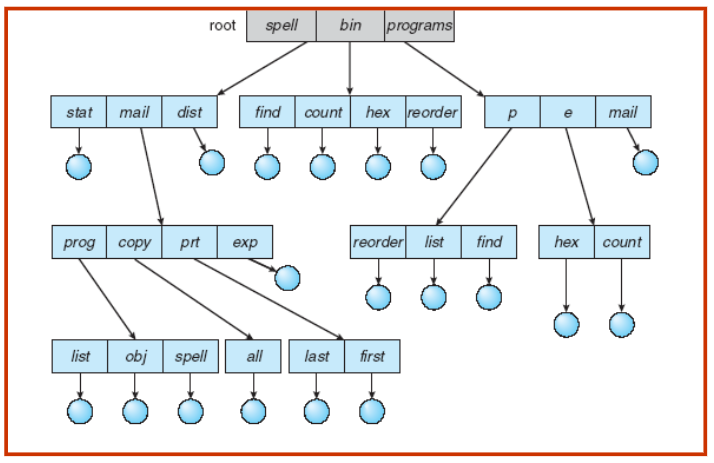 root spell bin programs
stat mail dist find count hex reorder p e mail
prog copy prt exp reorder list find hex count
list obj spell all last first